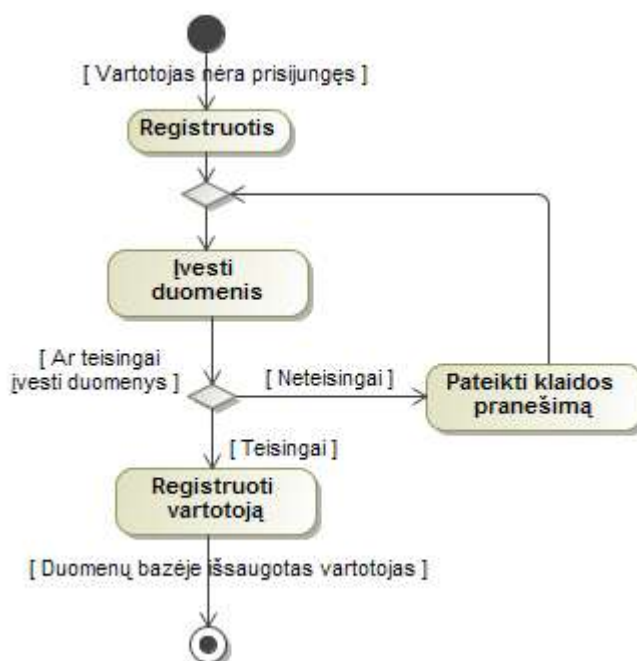 [ Vartotojas nėra prisijungęs ]
Registruotis
Įvesti
duomenis
[ Ar teisingai
įvesti duomenys ]
[ Neteisingai ]
Pateikti klaidos
pranešimą
[ Teisingai ]
Registruoti
vartotoją
[ Duomenų bazėje išsaugotas vartotojas ]